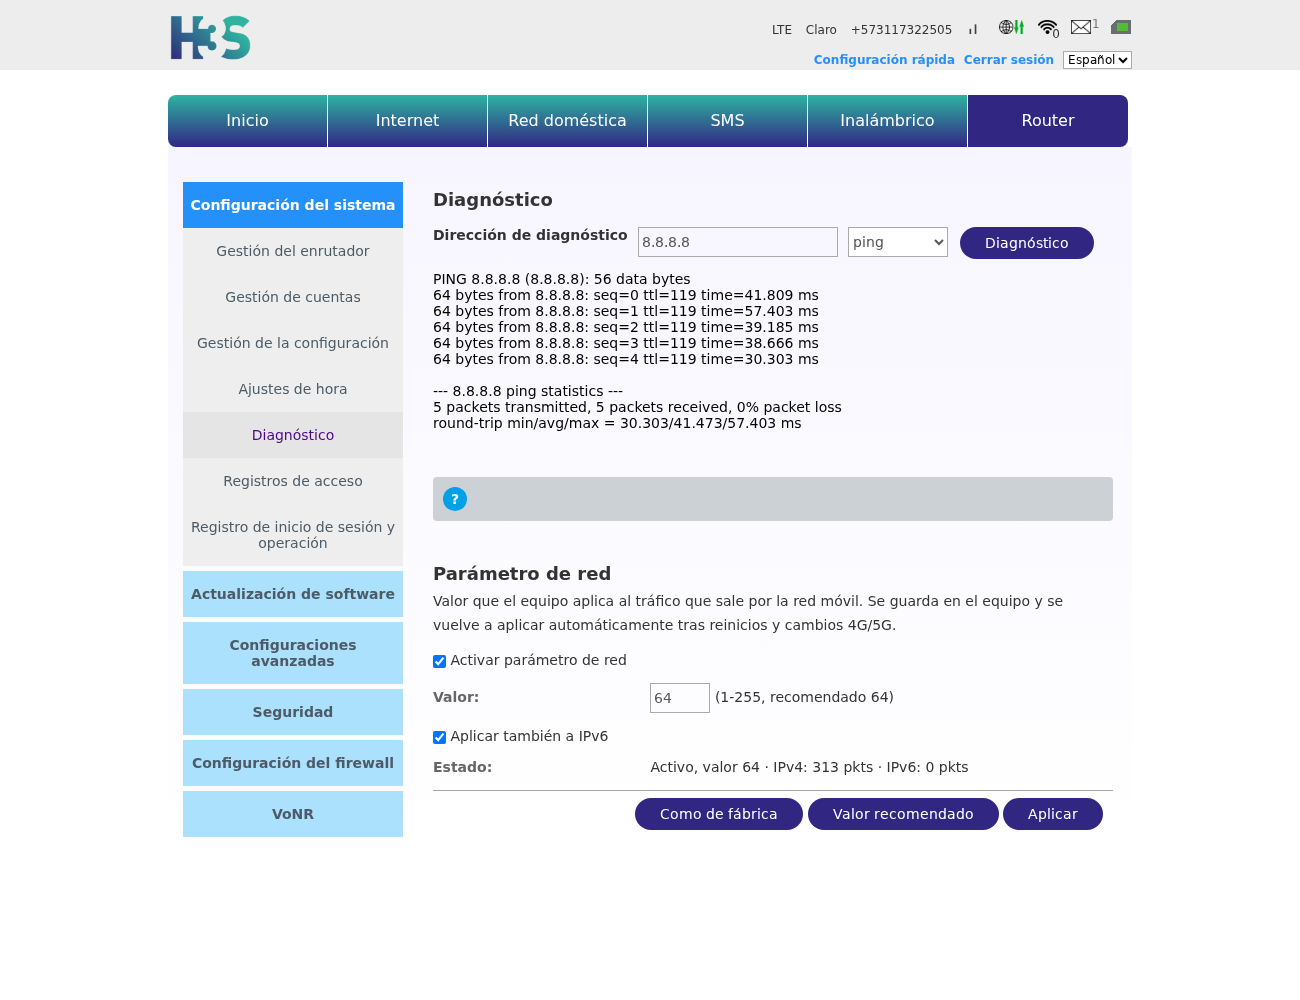 H3S
LTE Claro +573117322505 0 1
Configuración rápida Cerrar sesión Español
Inicio Internet Red doméstica SMS Inalámbrico Router
Configuración del sistema
Gestión del enrutador
Gestión de cuentas
Gestión de la configuración
Ajustes de hora
Diagnóstico
Registros de acceso
Registro de inicio de sesión y
operación
Actualización de software
Configuraciones
avanzadas
Seguridad
Configuración del firewall
VoNR
Diagnóstico
Dirección de diagnóstico 8.8.8.8 ping Diagnóstico
PING 8.8.8.8 (8.8.8.8): 56 data bytes
64 bytes from 8.8.8.8: seq=0 ttl=119 time=41.809 ms
64 bytes from 8.8.8.8: seq=1 ttl=119 time=57.403 ms
64 bytes from 8.8.8.8: seq=2 ttl=119 time=39.185 ms
64 bytes from 8.8.8.8: seq=3 ttl=119 time=38.666 ms
64 bytes from 8.8.8.8: seq=4 ttl=119 time=30.303 ms
--- 8.8.8.8 ping statistics ---
5 packets transmitted, 5 packets received, 0% packet loss
round-trip min/avg/max = 30.303/41.473/57.403 ms
?
Parámetro de red
Valor que el equipo aplica al tráfico que sale por la red móvil. Se guarda en el equipo y se
vuelve a aplicar automáticamente tras reinicios y cambios 4G/5G.
Activar parámetro de red
Valor: 64 (1-255, recomendado 64)
Aplicar también a IPv6
Estado: Activo, valor 64 · IPv4: 313 pkts · IPv6: 0 pkts
Como de fábrica Valor recomendado Aplicar